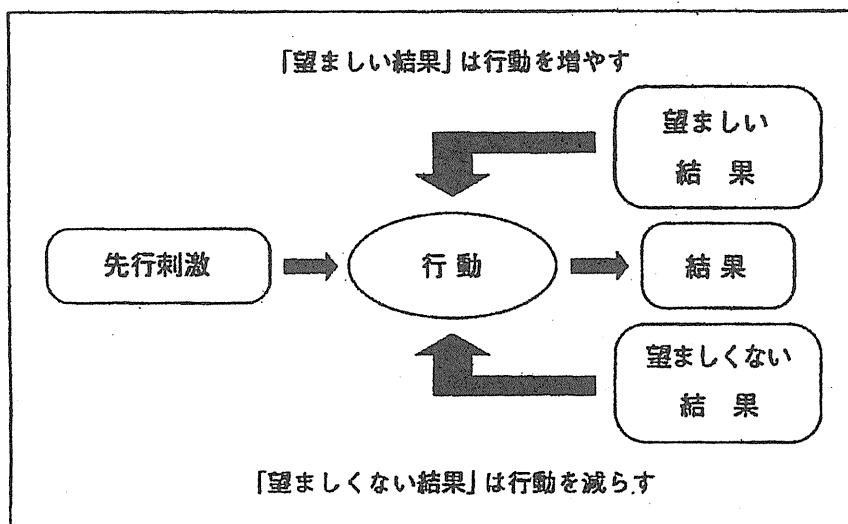 「望ましい結果」は行動を増やす
望ましい
結 果
先行刺激
行 動
結 果
望ましくない
結 果
「望ましくない結果」は行動を減らす